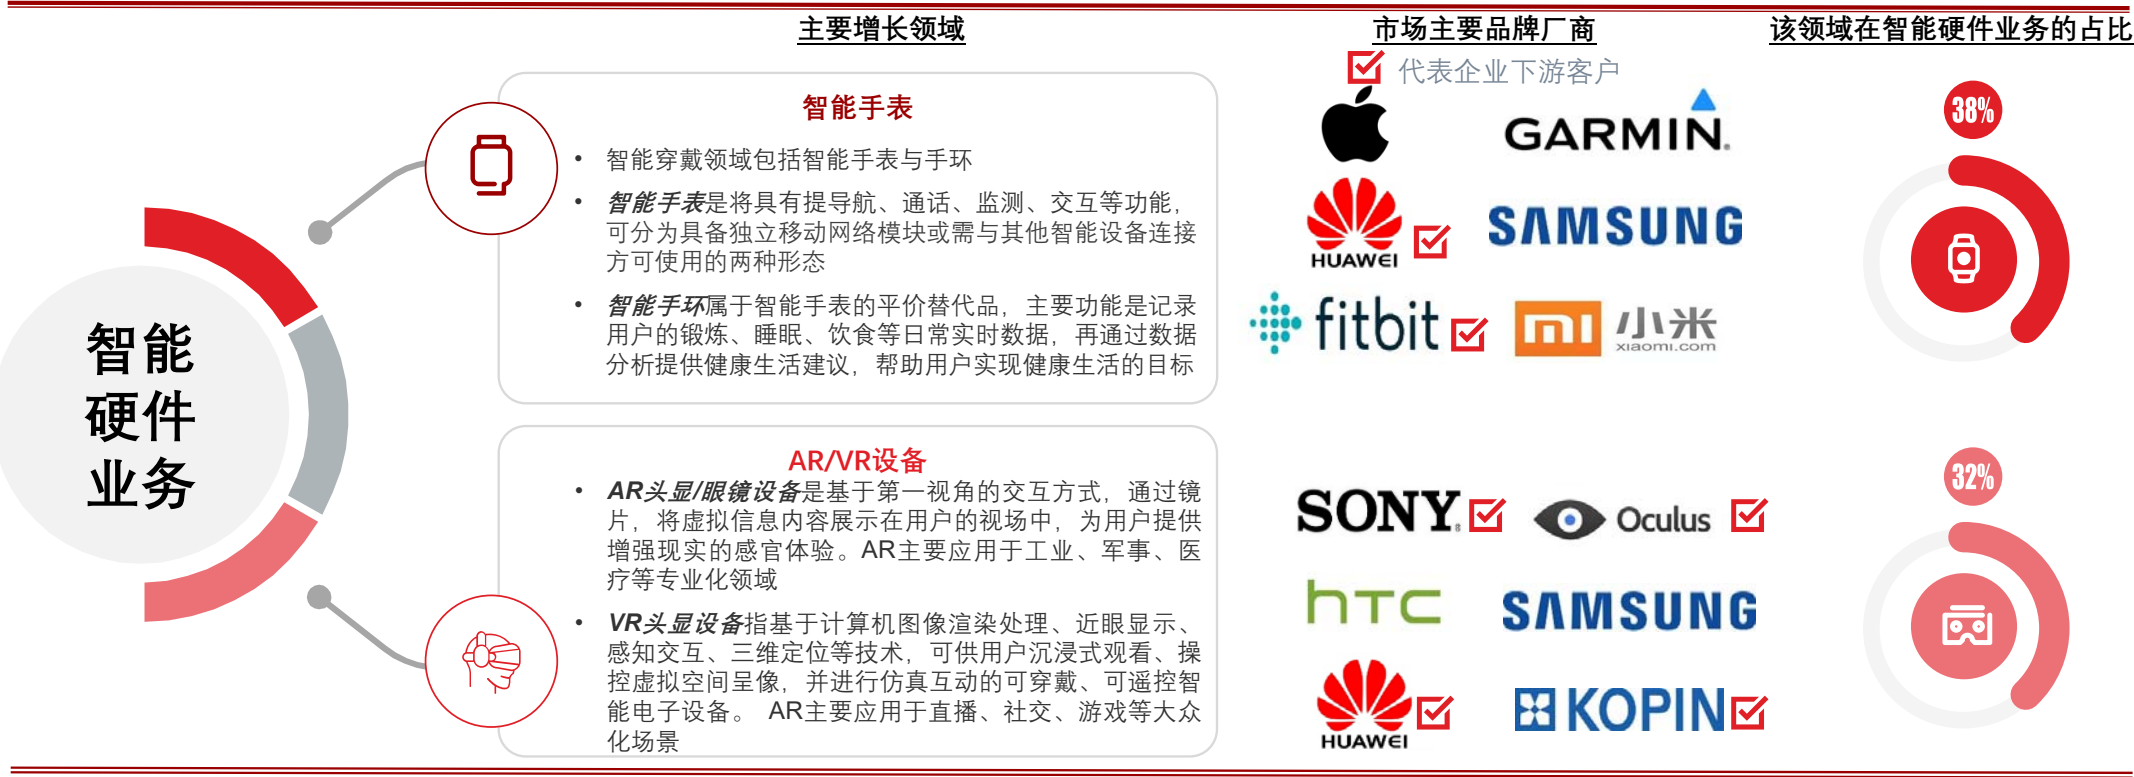 主要增长领域
市场主要品牌厂商
该领域在智能硬件业务的占比
代表企业下游客户
智能
硬件
业务
智能手表
• 智能穿戴领域包括智能手表与手环
• 智能手表是将具有提导航、通话、监测、交互等功能，
可分为具备独立移动网络模块或需与其他智能设备连接
方可使用的两种形态
• 智能手环属于智能手表的平价替代品，主要功能是记录
用户的锻炼、睡眠、饮食等日常实时数据，再通过数据
分析提供健康生活建议，帮助用户实现健康生活的目标
GARMIN.
HUAWEI
SAMSUNG
fitbit
mi 小米
xiaomi.com
38%
AR/VR设备
• AR头显/眼镜设备是基于第一视角的交互方式，通过镜
片，将虚拟信息内容展示在用户的视场中，为用户提供
增强现实的感官体验。AR主要应用于工业、军事、医
疗等专业化领域
• VR头显设备指基于计算机图像渲染处理、近眼显示、
感知交互、三维定位等技术，可供用户沉浸式观看、操
控虚拟空间呈像，并进行仿真互动的可穿戴、可遥控智
能电子设备。 AR主要应用于直播、社交、游戏等大众
化场景
SONY
Oculus
hTC
SAMSUNG
HUAWEI
KOPIN
32%